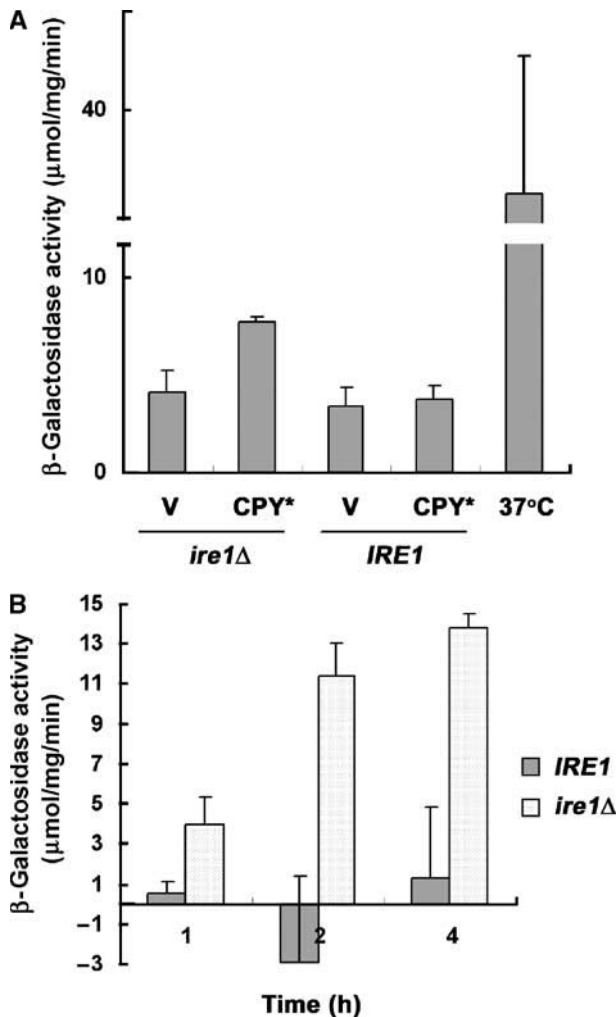 A
β-Galactosidase activity (μmol/mg/min)
40
10
0
V CPY* V CPY* 37°C
ire1Δ IRE1
B
β-Galactosidase activity
(μmol/mg/min)
15
13
11
9
7
5
3
1
–1
–3
1 2 4
Time (h)
IRE1
ire1Δ